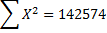 ∑ X² = 142574